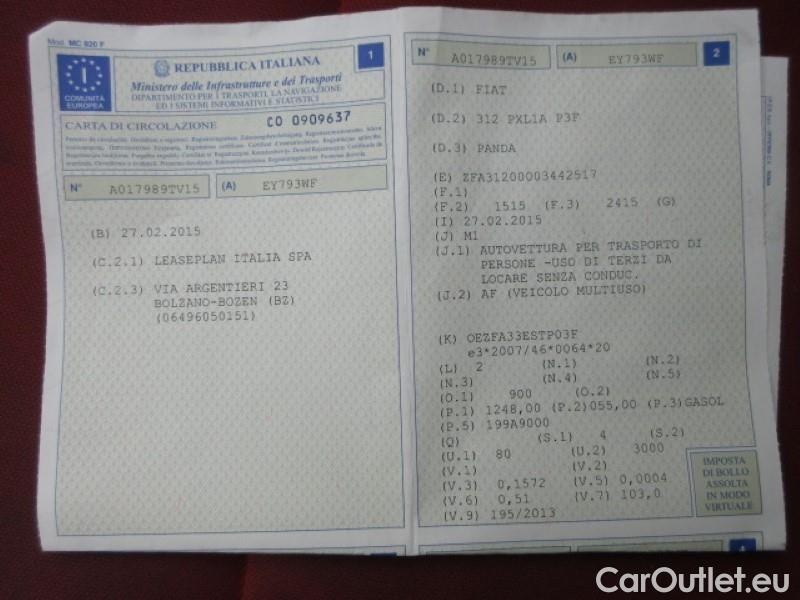 Mod. MC 820 F
1
REPUBBLICA ITALIANA
I
COMUNITÀ
EUROPEA
Ministero delle Infrastrutture e dei Trasporti
DIPARTIMENTO PER I TRASPORTI, LA NAVIGAZIONE
ED I SISTEMI INFORMATIVI E STATISTICI
CARTA DI CIRCOLAZIONE CO 0909637
N° A017989TV15 (A) EY793WF
(B) 27.02.2015
(C.2.1) LEASEPLAN ITALIA SPA
(C.2.3) VIA ARGENTIERI 23
BOLZANO-BOZEN (BZ)
(06496050151)
N° A017989TV15 (A) EY793WF 2
(D.1) FIAT
(D.2) 312 PXL1A P3F
(D.3) PANDA
(E) ZFA31200003442517
(F.1)
(F.2) 1515 (F.3) 2415 (G)
(I) 27.02.2015
(J) M1
(J.1) AUTOVETTURA PER TRASPORTO DI
PERSONE -USO DI TERZI DA
LOCARE SENZA CONDUC.
(J.2) AF (VEICOLO MULTIUSO)
(K) OEZFA33ESTP03F
e3*2007/46*0064*20
(L) 2 (N.1) (N.2)
(N.3) (N.4) (N.5)
(O.1) 900 (O.2)
(P.1) 1248,00 (P.2)055,00 (P.3)GASOL
(P.5) 199A9000
(Q) (S.1) 4 (S.2)
(U.1) 80 (U.2) 3000
(V.1) (V.2)
(V.3) 0,1572 (V.5) 0,0004
(V.6) 0,51 (V.7) 103,0
(V.9) 195/2013
IMPOSTA
DI BOLLO
ASSOLTA
IN MODO
VIRTUALE
4
CarOutlet.eu